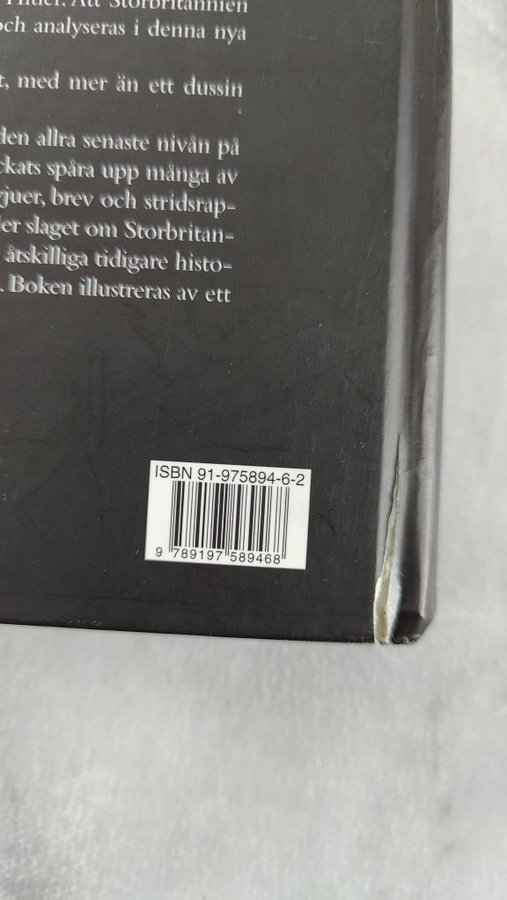 Hitler. Att Storbritannien
och analyseras i denna nya
med mer än ett dussin
den allra senaste nivån på
ckats spåra upp många av
gjuer, brev och stridsrap-
der slaget om Storbritan-
åtskilliga tidigare histo-
Boken illustreras av ett
ISBN 91-975894-6-2
9 789197 589468